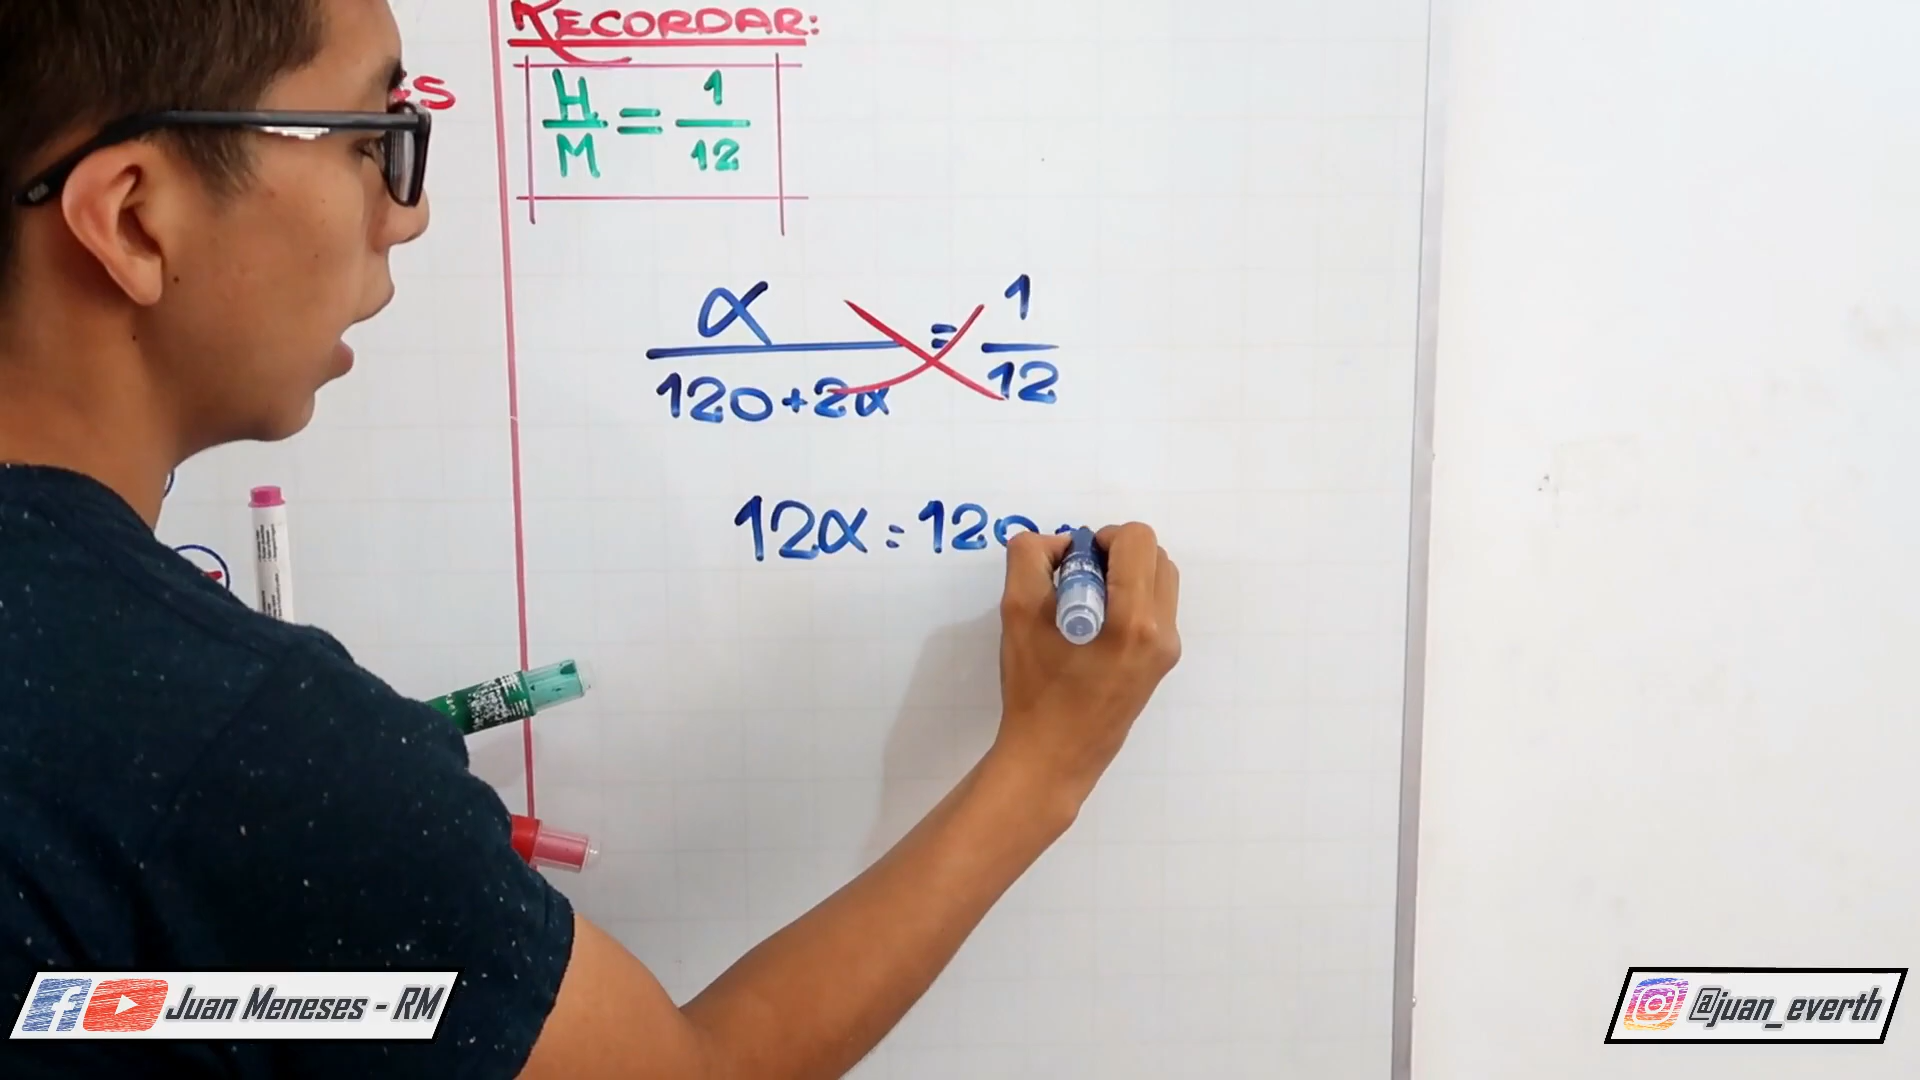 RECORDAR:
H/M = 1/12
α/120+2α = 1/12
12α = 120 +
Juan Meneses - RM
@juan_everth